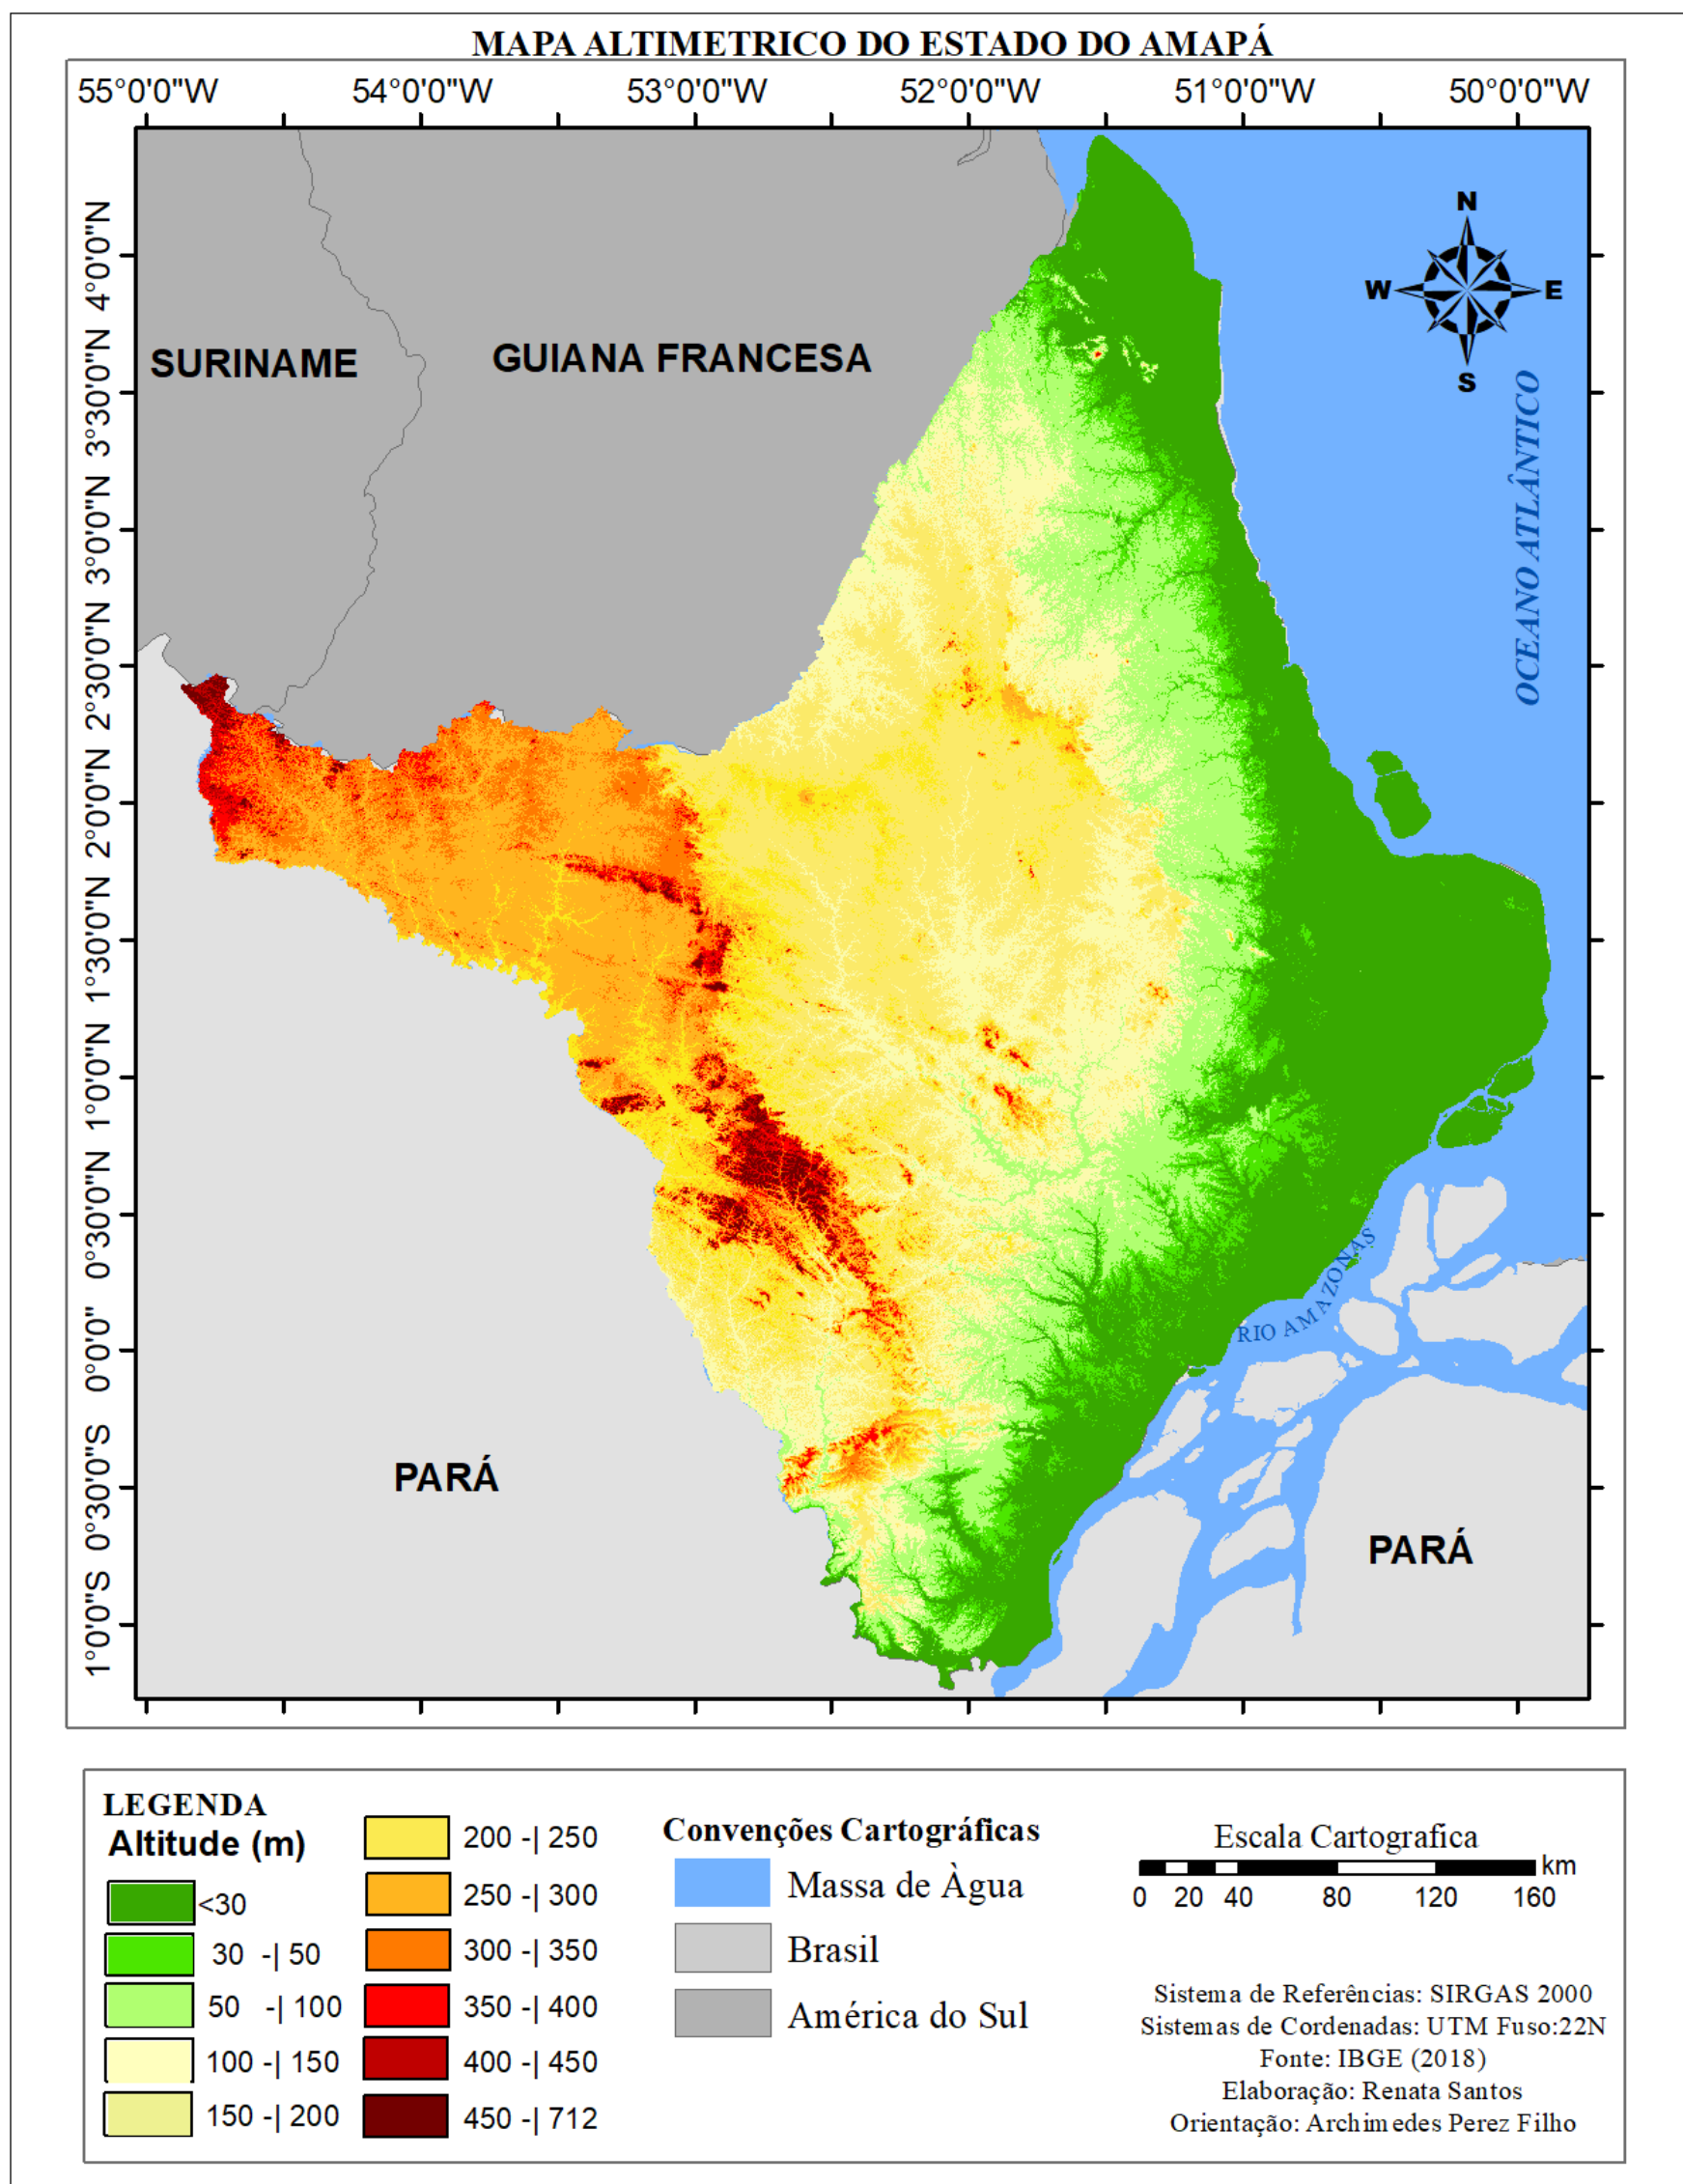 MAPA ALTIMETRICO DO ESTADO DO AMAPÁ
55°0'0"W 54°0'0"W 53°0'0"W 52°0'0"W 51°0'0"W 50°0'0"W
4°0'0"N
3°30'0"N
3°0'0"N
2°30'0"N
2°0'0"N
1°30'0"N
1°0'0"N
0°30'0"N
0°0'0"
0°30'0"S
1°0'0"S
N
W E
S
SURINAME
GUIANA FRANCESA
OCEANO ATLÂNTICO
RIO AMAZONAS
PARÁ
PARÁ
LEGENDA
Altitude (m)
<30
30 -| 50
50 -| 100
100 -| 150
150 -| 200
200 -| 250
250 -| 300
300 -| 350
350 -| 400
400 -| 450
450 -| 712
Convenções Cartográficas
Massa de Àgua
Brasil
América do Sul
Escala Cartografica
km
0 20 40 80 120 160
Sistema de Referências: SIRGAS 2000
Sistemas de Cordenadas: UTM Fuso:22N
Fonte: IBGE (2018)
Elaboração: Renata Santos
Orientação: Archimedes Perez Filho